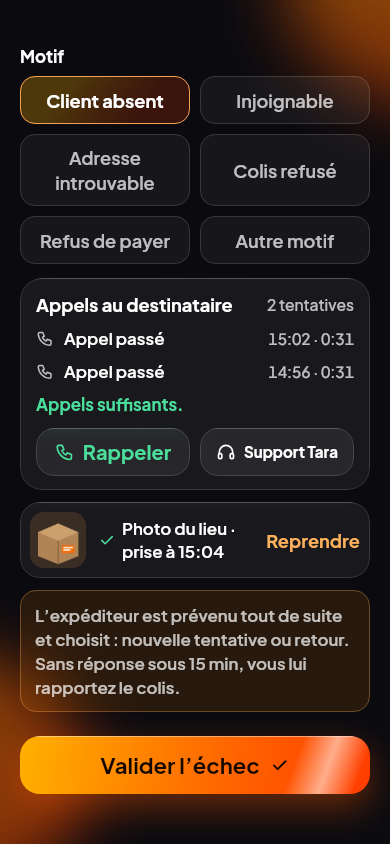 Motif
Client absent
Injoignable
Adresse
introuvable
Colis refusé
Refus de payer
Autre motif
Appels au destinataire
2 tentatives
Appel passé
15:02 · 0:31
Appel passé
14:56 · 0:31
Appels suffisants.
Rappeler
Support Tara
Photo du lieu ·
prise à 15:04
Reprendre
L’expéditeur est prévenu tout de suite
et choisit : nouvelle tentative ou retour.
Sans réponse sous 15 min, vous lui
rapportez le colis.
Valider l’échec